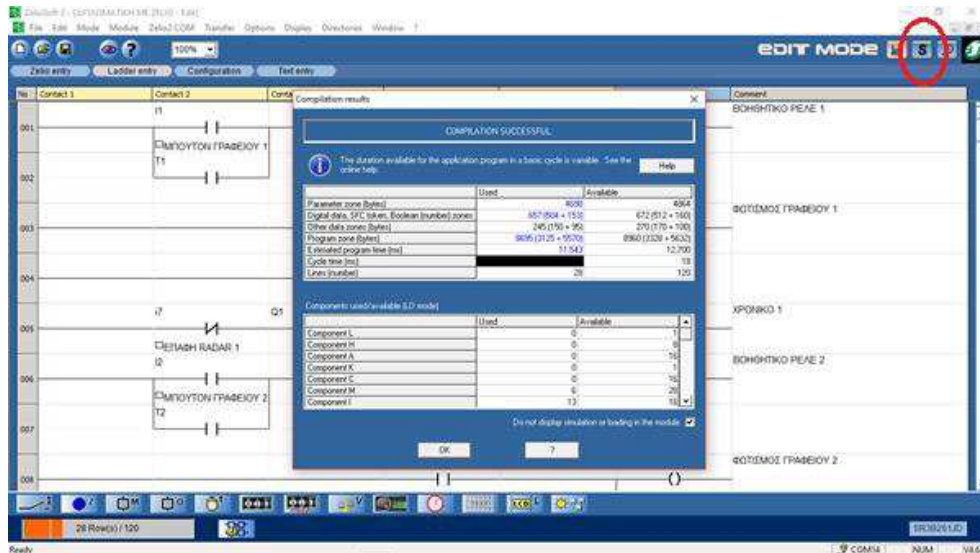 ZelioSoft 2 -
File Edit Mode Module Zelio2 COM Transfer Options Display Directories Window ?
100%
EDIT MODE
S
Zelio entry Ladder entry Configuration Text entry
No Contact 1 Contact 2 Comment
I1 ΒΟΗΘΗΤΙΚΟ ΡΕΛΕ 1
001
ΜΠΟΥΤΟΝ ΓΡΑΦΕΙΟΥ 1
T1
002
ΦΩΤΙΣΜΟΣ ΓΡΑΦΕΙΟΥ 1
003
004
i7 Q1 ΧΡΟΝΙΚΟ 1
005
ΕΠΑΦΗ RADAR 1
I2 ΒΟΗΘΗΤΙΚΟ ΡΕΛΕ 2
006
ΜΠΟΥΤΟΝ ΓΡΑΦΕΙΟΥ 2
T2
007
ΦΩΤΙΣΜΟΣ ΓΡΑΦΕΙΟΥ 2
008
Compilation results
COMPILATION SUCCESSFUL
The duration available for the application program in a basic cycle is variable. See the
online help. Help
Used Available
Parameter zone (bytes) 4864
Digital data, SFC token, Boolean (number) zones 657 (504 + 153) 672 (512 + 160)
Other data zones (bytes) 245 (150 + 95) 270 (170 + 100)
Program zone (bytes) 8695 (3125 + 5570) 8960 (3328 + 5632)
Estimated program time (ms) 11.543 12.700
Cycle time (ms) 18
Lines (number) 28 120
Components used/available (LD mode)
Used Available
Component L 0 1
Component H 0 8
Component A 0 16
Component K 0 1
Component C 0 16
Component M 6 28
Component I 13 16
Do not display simulation or loading in the module
OK ?
28 Row(s) / 120
SR3B261JD
Ready NUM